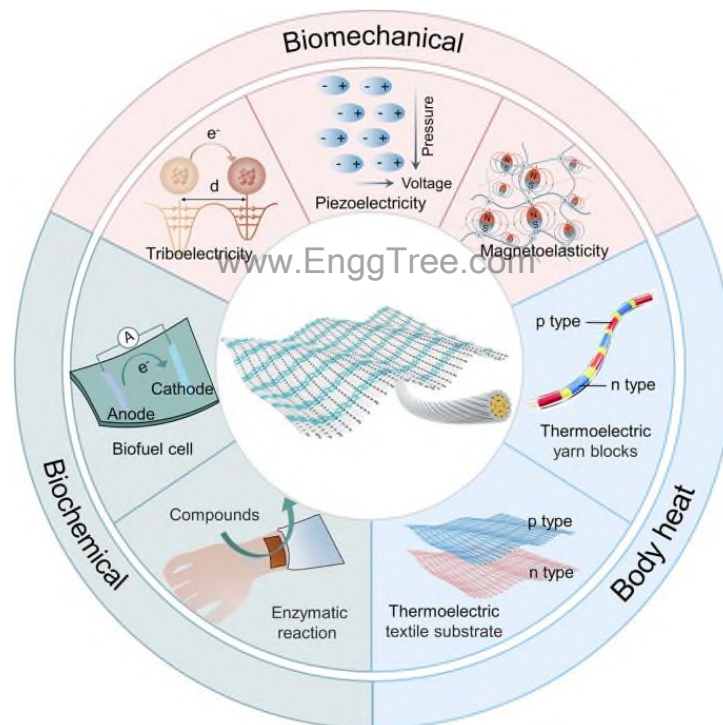 Biomechanical
- +
- +
- +
- +
- +
- +
- +
- +
Pressure
Voltage
Piezoelectricity
e-
d
Triboelectricity
N
S
N
S
N
S
N
S
Magnetoelasticity
www.EnggTree.com
A
e-
Cathode
Anode
Biofuel cell
p type
n type
Thermoelectric
yarn blocks
Compounds
Enzymatic
reaction
p type
n type
Thermoelectric
textile substrate
Biochemical
Body heat